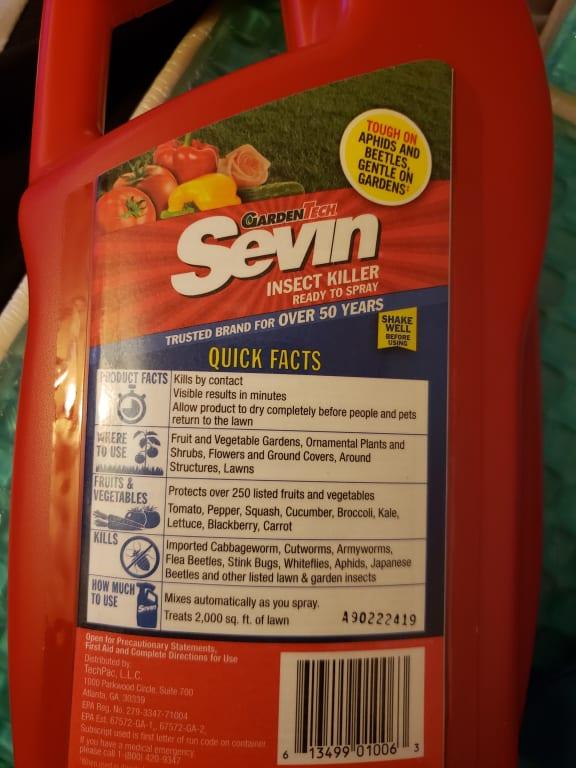 TOUGH ON
APHIDS AND
BEETLES,
GENTLE ON
GARDENS‡
GARDENTECH
Sevin
INSECT KILLER
READY TO SPRAY
TRUSTED BRAND FOR OVER 50 YEARS
SHAKE
WELL
BEFORE
USING
QUICK FACTS
PRODUCT FACTS
Kills by contact
Visible results in minutes
Allow product to dry completely before people and pets
return to the lawn
WHERE
TO USE
Fruit and Vegetable Gardens, Ornamental Plants and
Shrubs, Flowers and Ground Covers, Around
Structures, Lawns
FRUITS &
VEGETABLES
Protects over 250 listed fruits and vegetables
Tomato, Pepper, Squash, Cucumber, Broccoli, Kale,
Lettuce, Blackberry, Carrot
KILLS
Imported Cabbageworm, Cutworms, Armyworms,
Flea Beetles, Stink Bugs, Whiteflies, Aphids, Japanese
Beetles and other listed lawn & garden insects
HOW MUCH
TO USE
Sevin
Mixes automatically as you spray.
Treats 2,000 sq. ft. of lawn
A90222419
Open for Precautionary Statements,
First Aid and Complete Directions for Use
Distributed by:
TechPac, L.L.C.
1000 Parkwood Circle, Suite 700
Atlanta, GA 30339
EPA Reg. No. 279-3347-71004
EPA Est. 67572-GA-1, 67572-GA-2,
Subscript used is first letter of run code on container
If you have a medical emergency
please call 1-(800) 420-9347
6 13499 01006 3